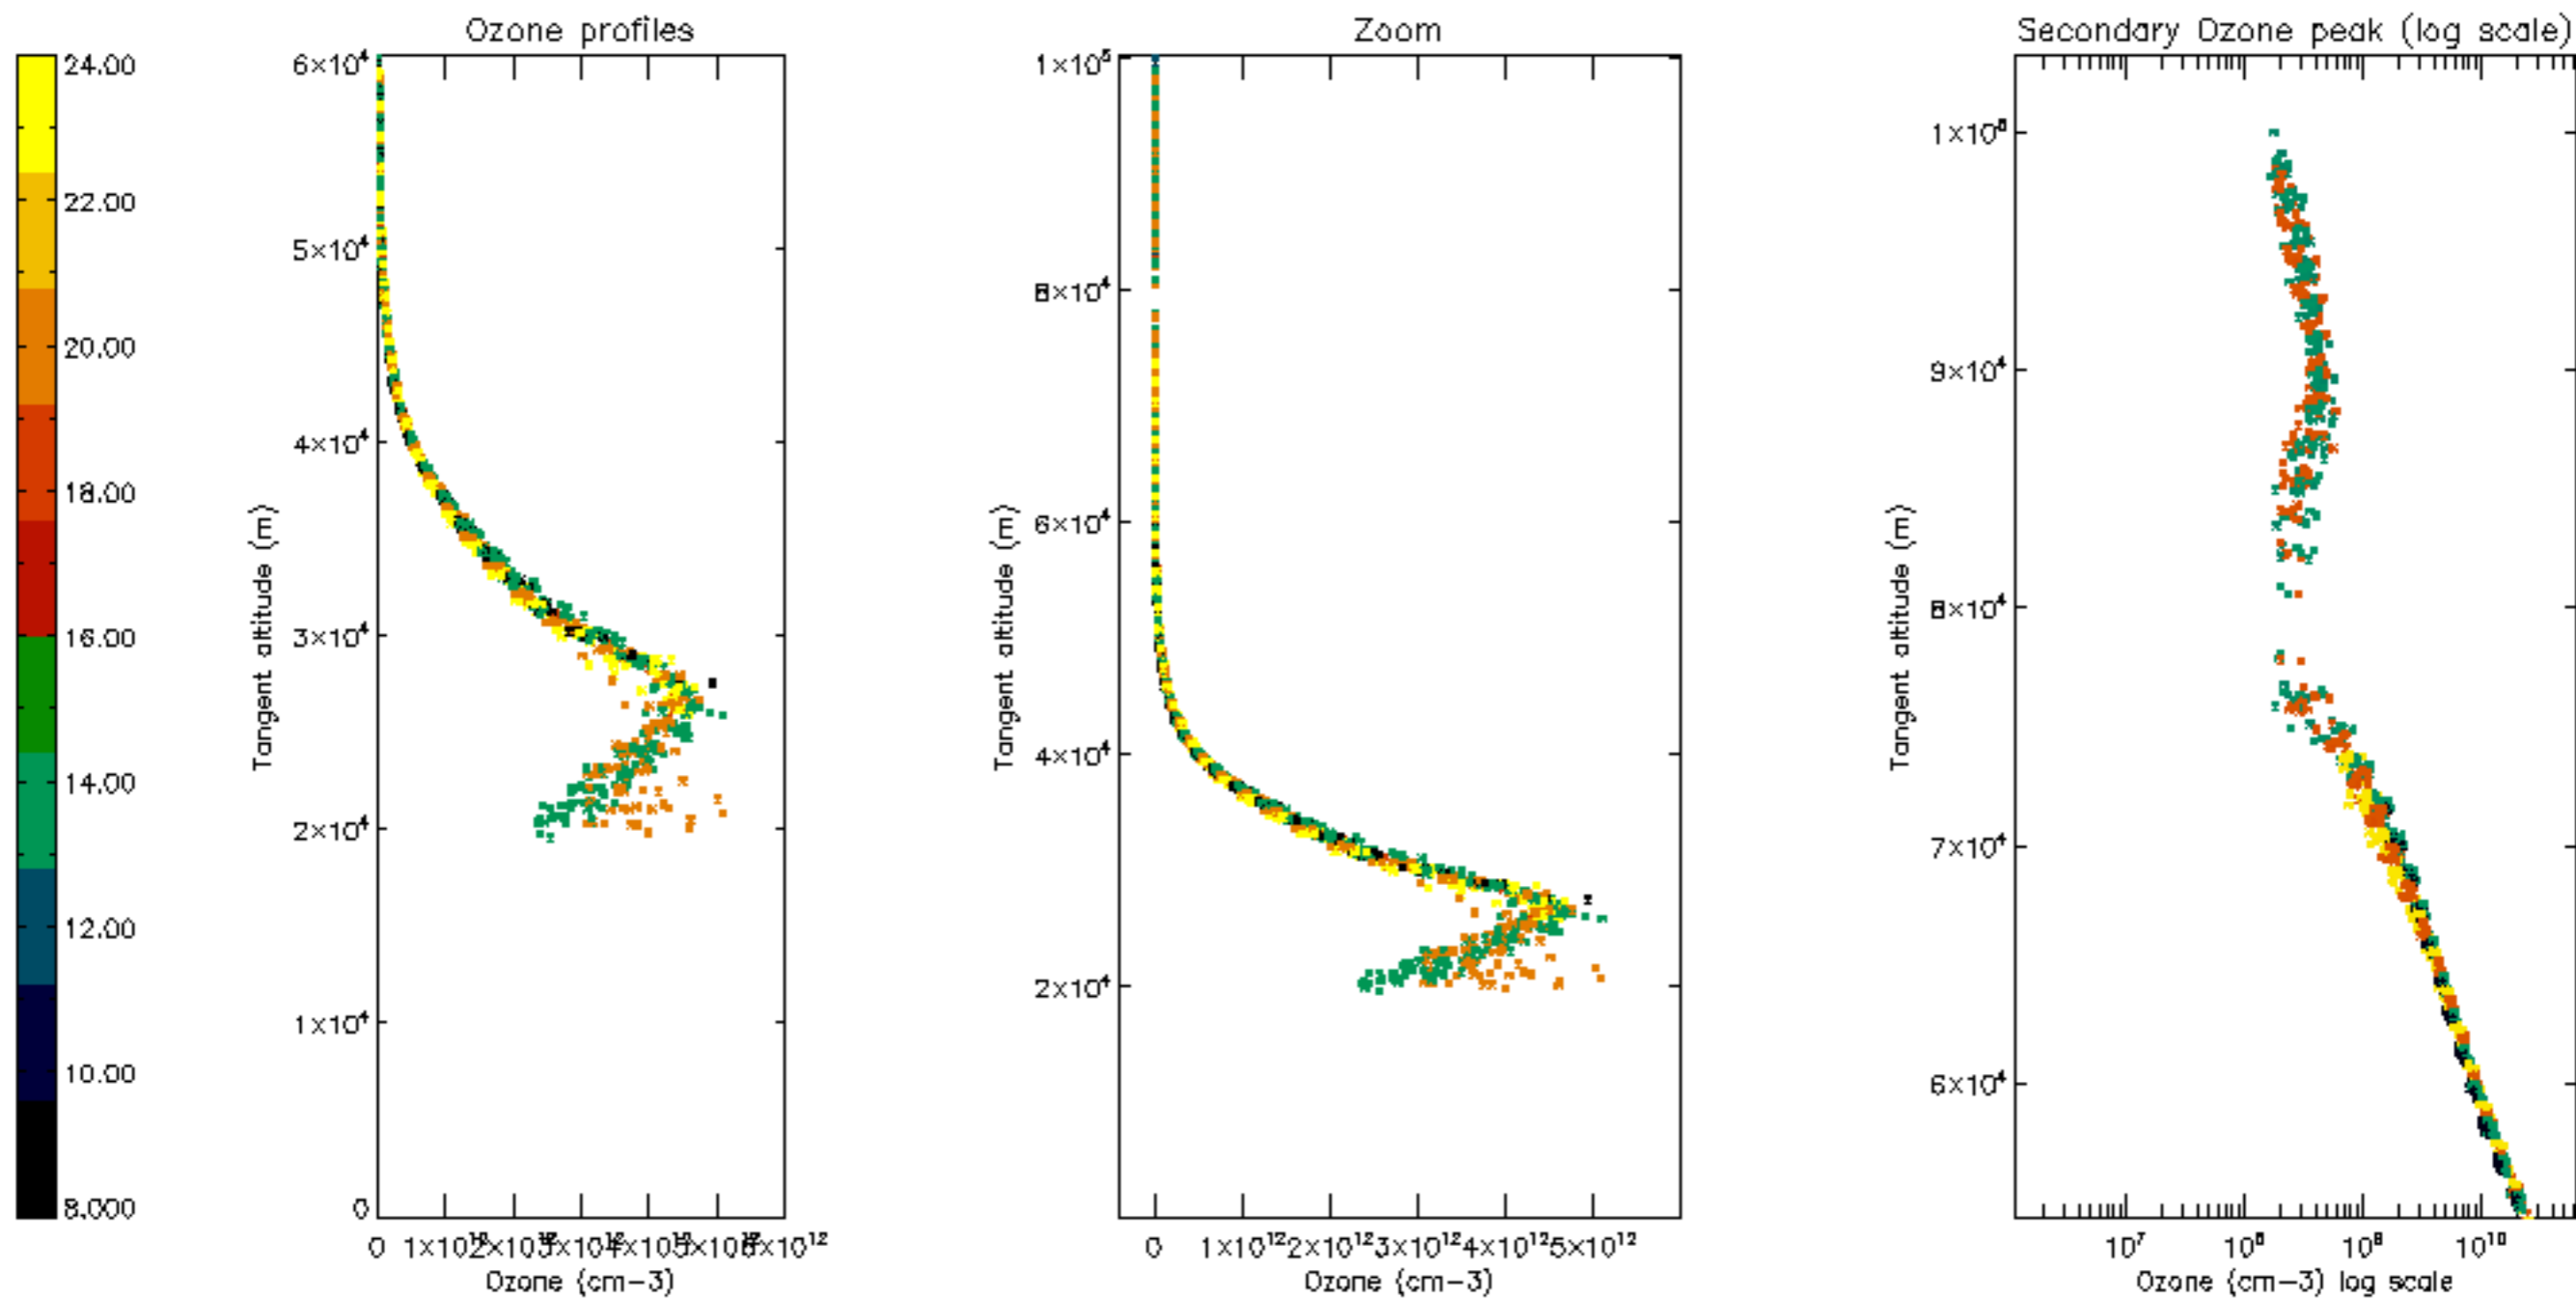 Ozone profiles
Zoom
Secondary Ozone peak (log scale)
24.00
22.00
20.00
18.00
16.00
14.00
12.00
10.00
8.000
6×10⁴
5×10⁴
4×10⁴
3×10⁴
2×10⁴
1×10⁴
0
Tangent altitude (m)
0
Ozone (cm-3)
1×10⁵
8×10⁴
6×10⁴
4×10⁴
2×10⁴
Tangent altitude (m)
0 1×10¹² 2×10¹² 3×10¹² 4×10¹² 5×10¹²
Ozone (cm-3)
9×10⁴
8×10⁴
7×10⁴
6×10⁴
Tangent altitude (m)
10⁷ 10⁸ 10⁹ 10¹⁰
Ozone (cm-3) log scale